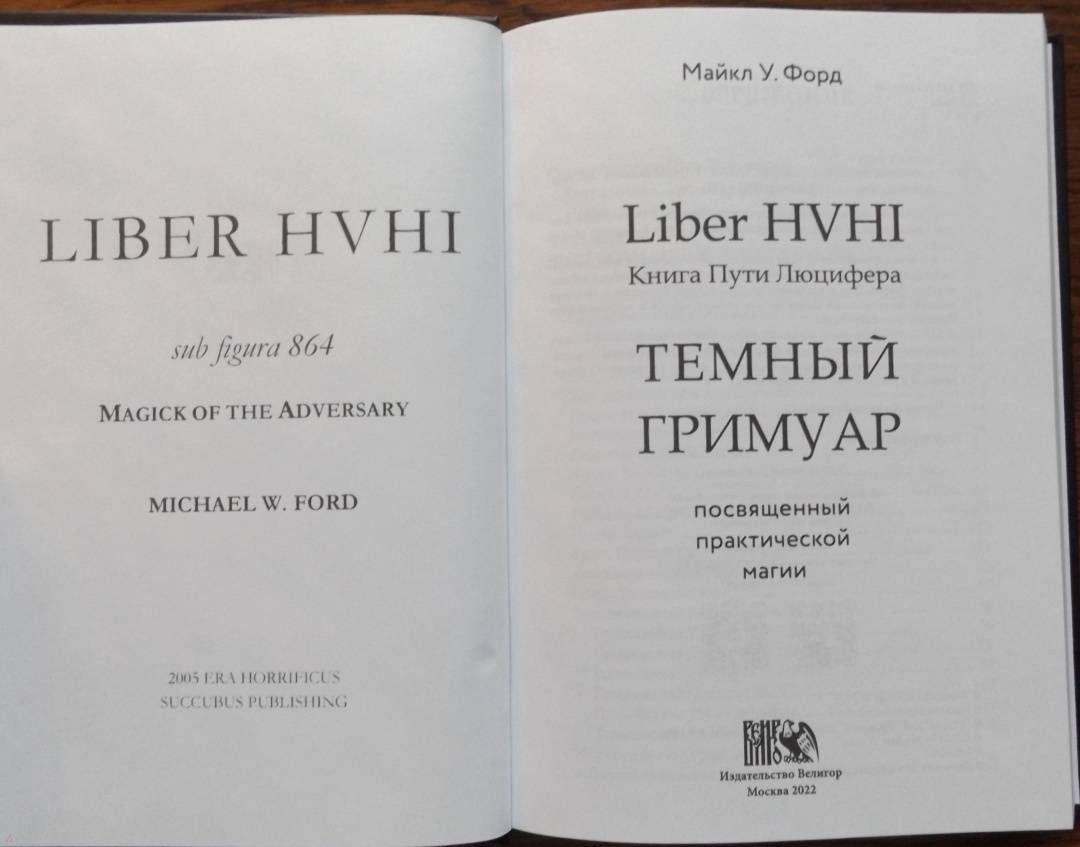 LIBER HVHI
sub figura 864
MAGICK OF THE ADVERSARY
MICHAEL W. FORD
2005 ERA HORRIFICUS
SUCCUBUS PUBLISHING
Майкл У. Форд
Liber HVHI
Книга Пути Люцифера
ТЕМНЫЙ
ГРИМУАР
посвященный
практической
магии
Издательство Велигор
Москва 2022